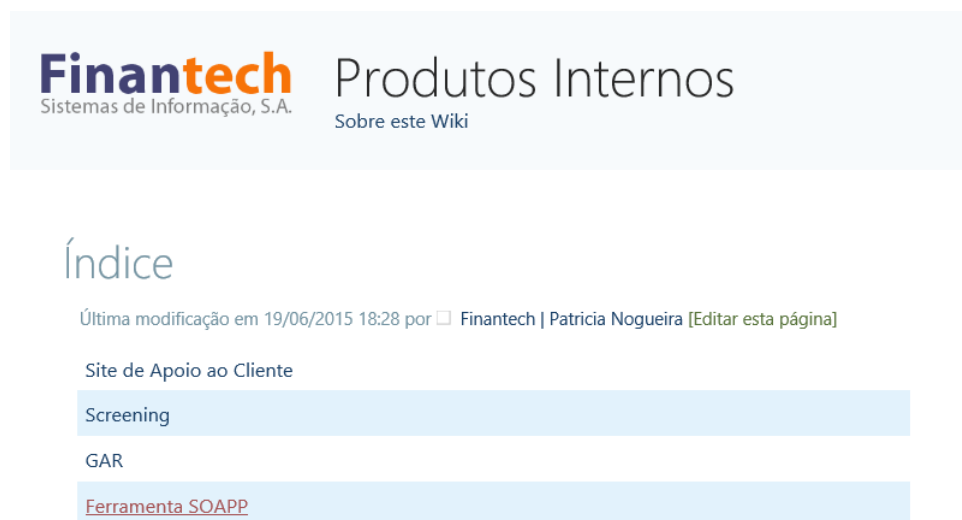 Finantech
Sistemas de Informação, S.A.
Produtos Internos
Sobre este Wiki
Índice
Última modificação em 19/06/2015 18:28 por Finantech | Patricia Nogueira [Editar esta página]
Site de Apoio ao Cliente
Screening
GAR
Ferramenta SOAPP